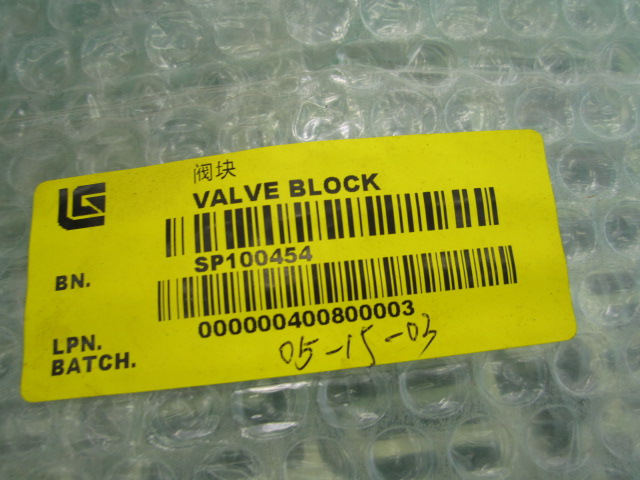 阀块
VALVE BLOCK
BN.
SP100454
LPN.
000000400800003
BATCH.
05-15-03